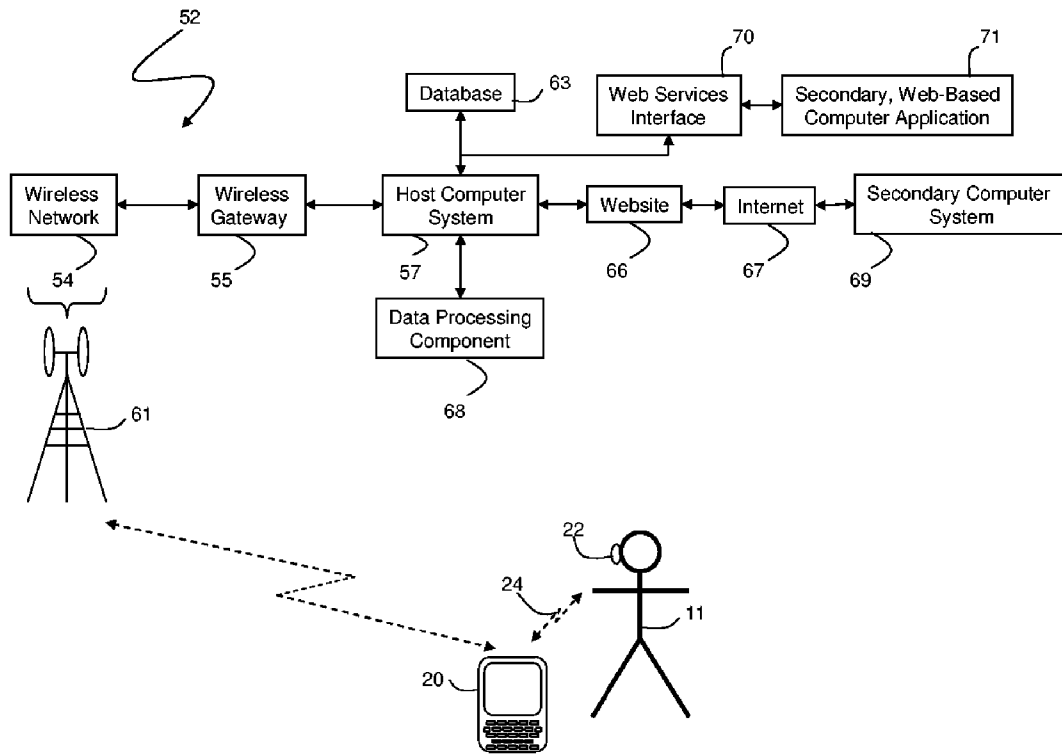 52
70
71
Database
63
Web Services
Interface
Secondary, Web-Based
Computer Application
Wireless
Network
Wireless
Gateway
Host Computer
System
Website
Internet
Secondary Computer
System
54
55
57
66
67
69
Data Processing
Component
68
61
22
24
11
20